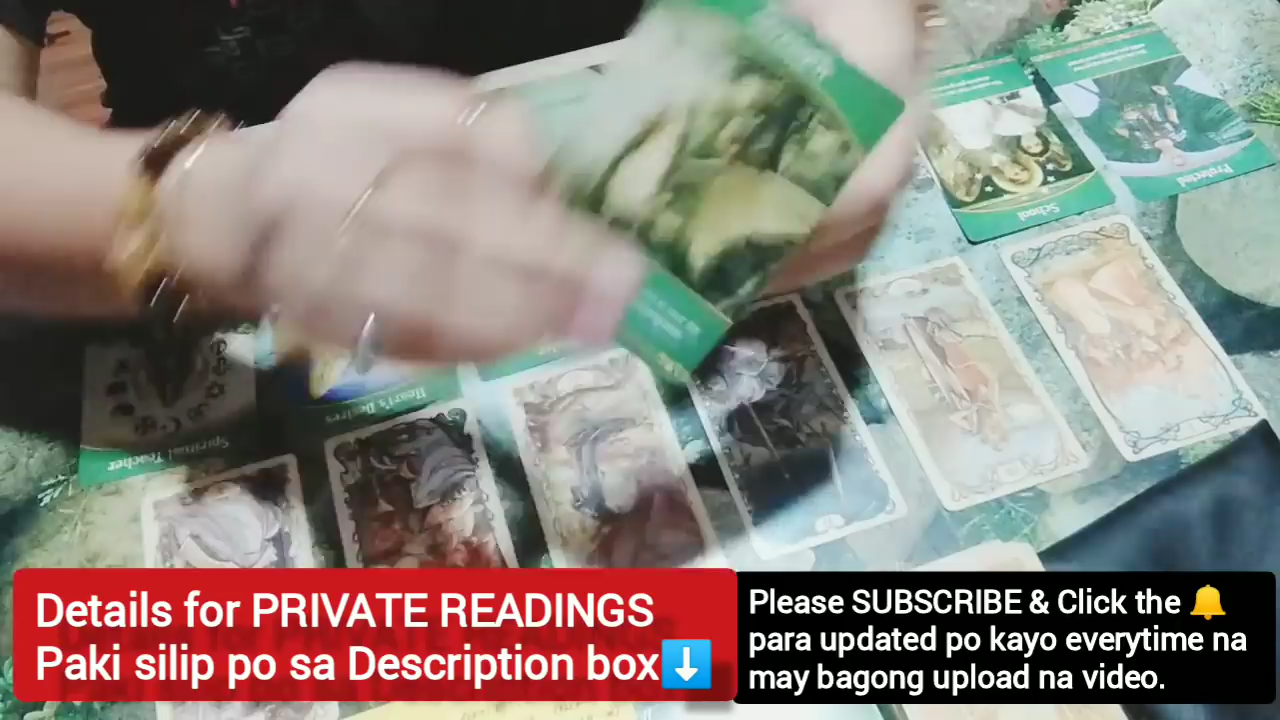 Protected
School
Heart's Desires
Spiritual Teacher
Details for PRIVATE READINGS
Paki silip po sa Description box⬇️
Please SUBSCRIBE & Click the 🔔
para updated po kayo everytime na
may bagong upload na video.